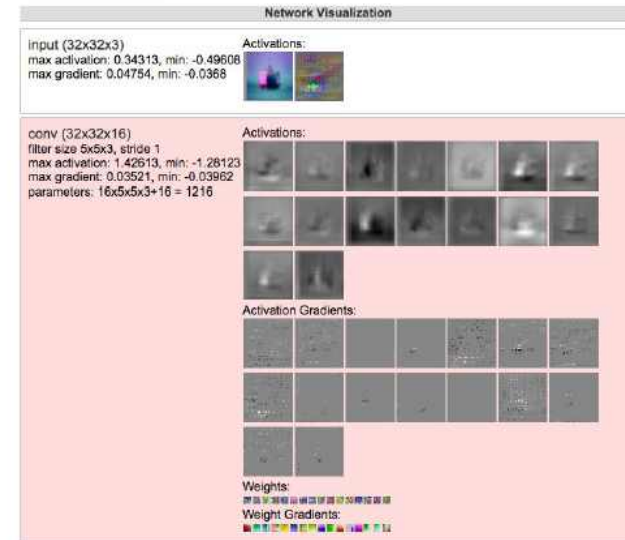 Network Visualization
input (32x32x3)
max activation: 0.34313, min: -0.49608
max gradient: 0.04754, min: -0.0368
Activations:
conv (32x32x16)
filter size 5x5x3, stride 1
max activation: 1.42613, min: -1.28123
max gradient: 0.03521, min: -0.03962
parameters: 16x5x5x3+16 = 1216
Activations:
Activation Gradients:
Weights:
Weight Gradients: